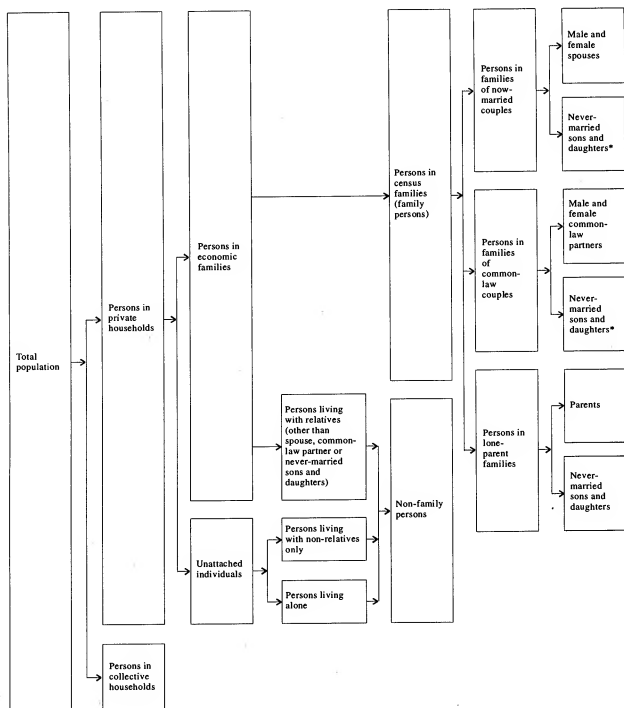 Total
population
Persons in
private
households
Persons in
collective
households
Persons in
economic
families
Unattached
individuals
Persons living
with relatives
(other than
spouse, common-
law partner or
never-married
sons and
daughters)
Persons living
with non-relatives
only
Persons living
alone
Persons in
census
families
(family
persons)
Non-family
persons
Persons in
families
of now-
married
couples
Persons in
families
of
common-
law
couples
Persons in
lone-
parent
families
Male and
female
spouses
Never-
married
sons and
daughters*
Male and
female
common-
law
partners
Never-
married
sons and
daughters*
Parents
Never-
married
sons and
daughters